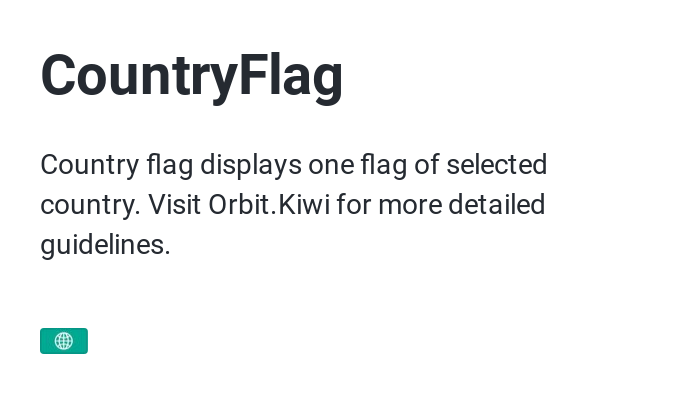 CountryFlag
Country flag displays one flag of selected
country. Visit Orbit.Kiwi for more detailed
guidelines.